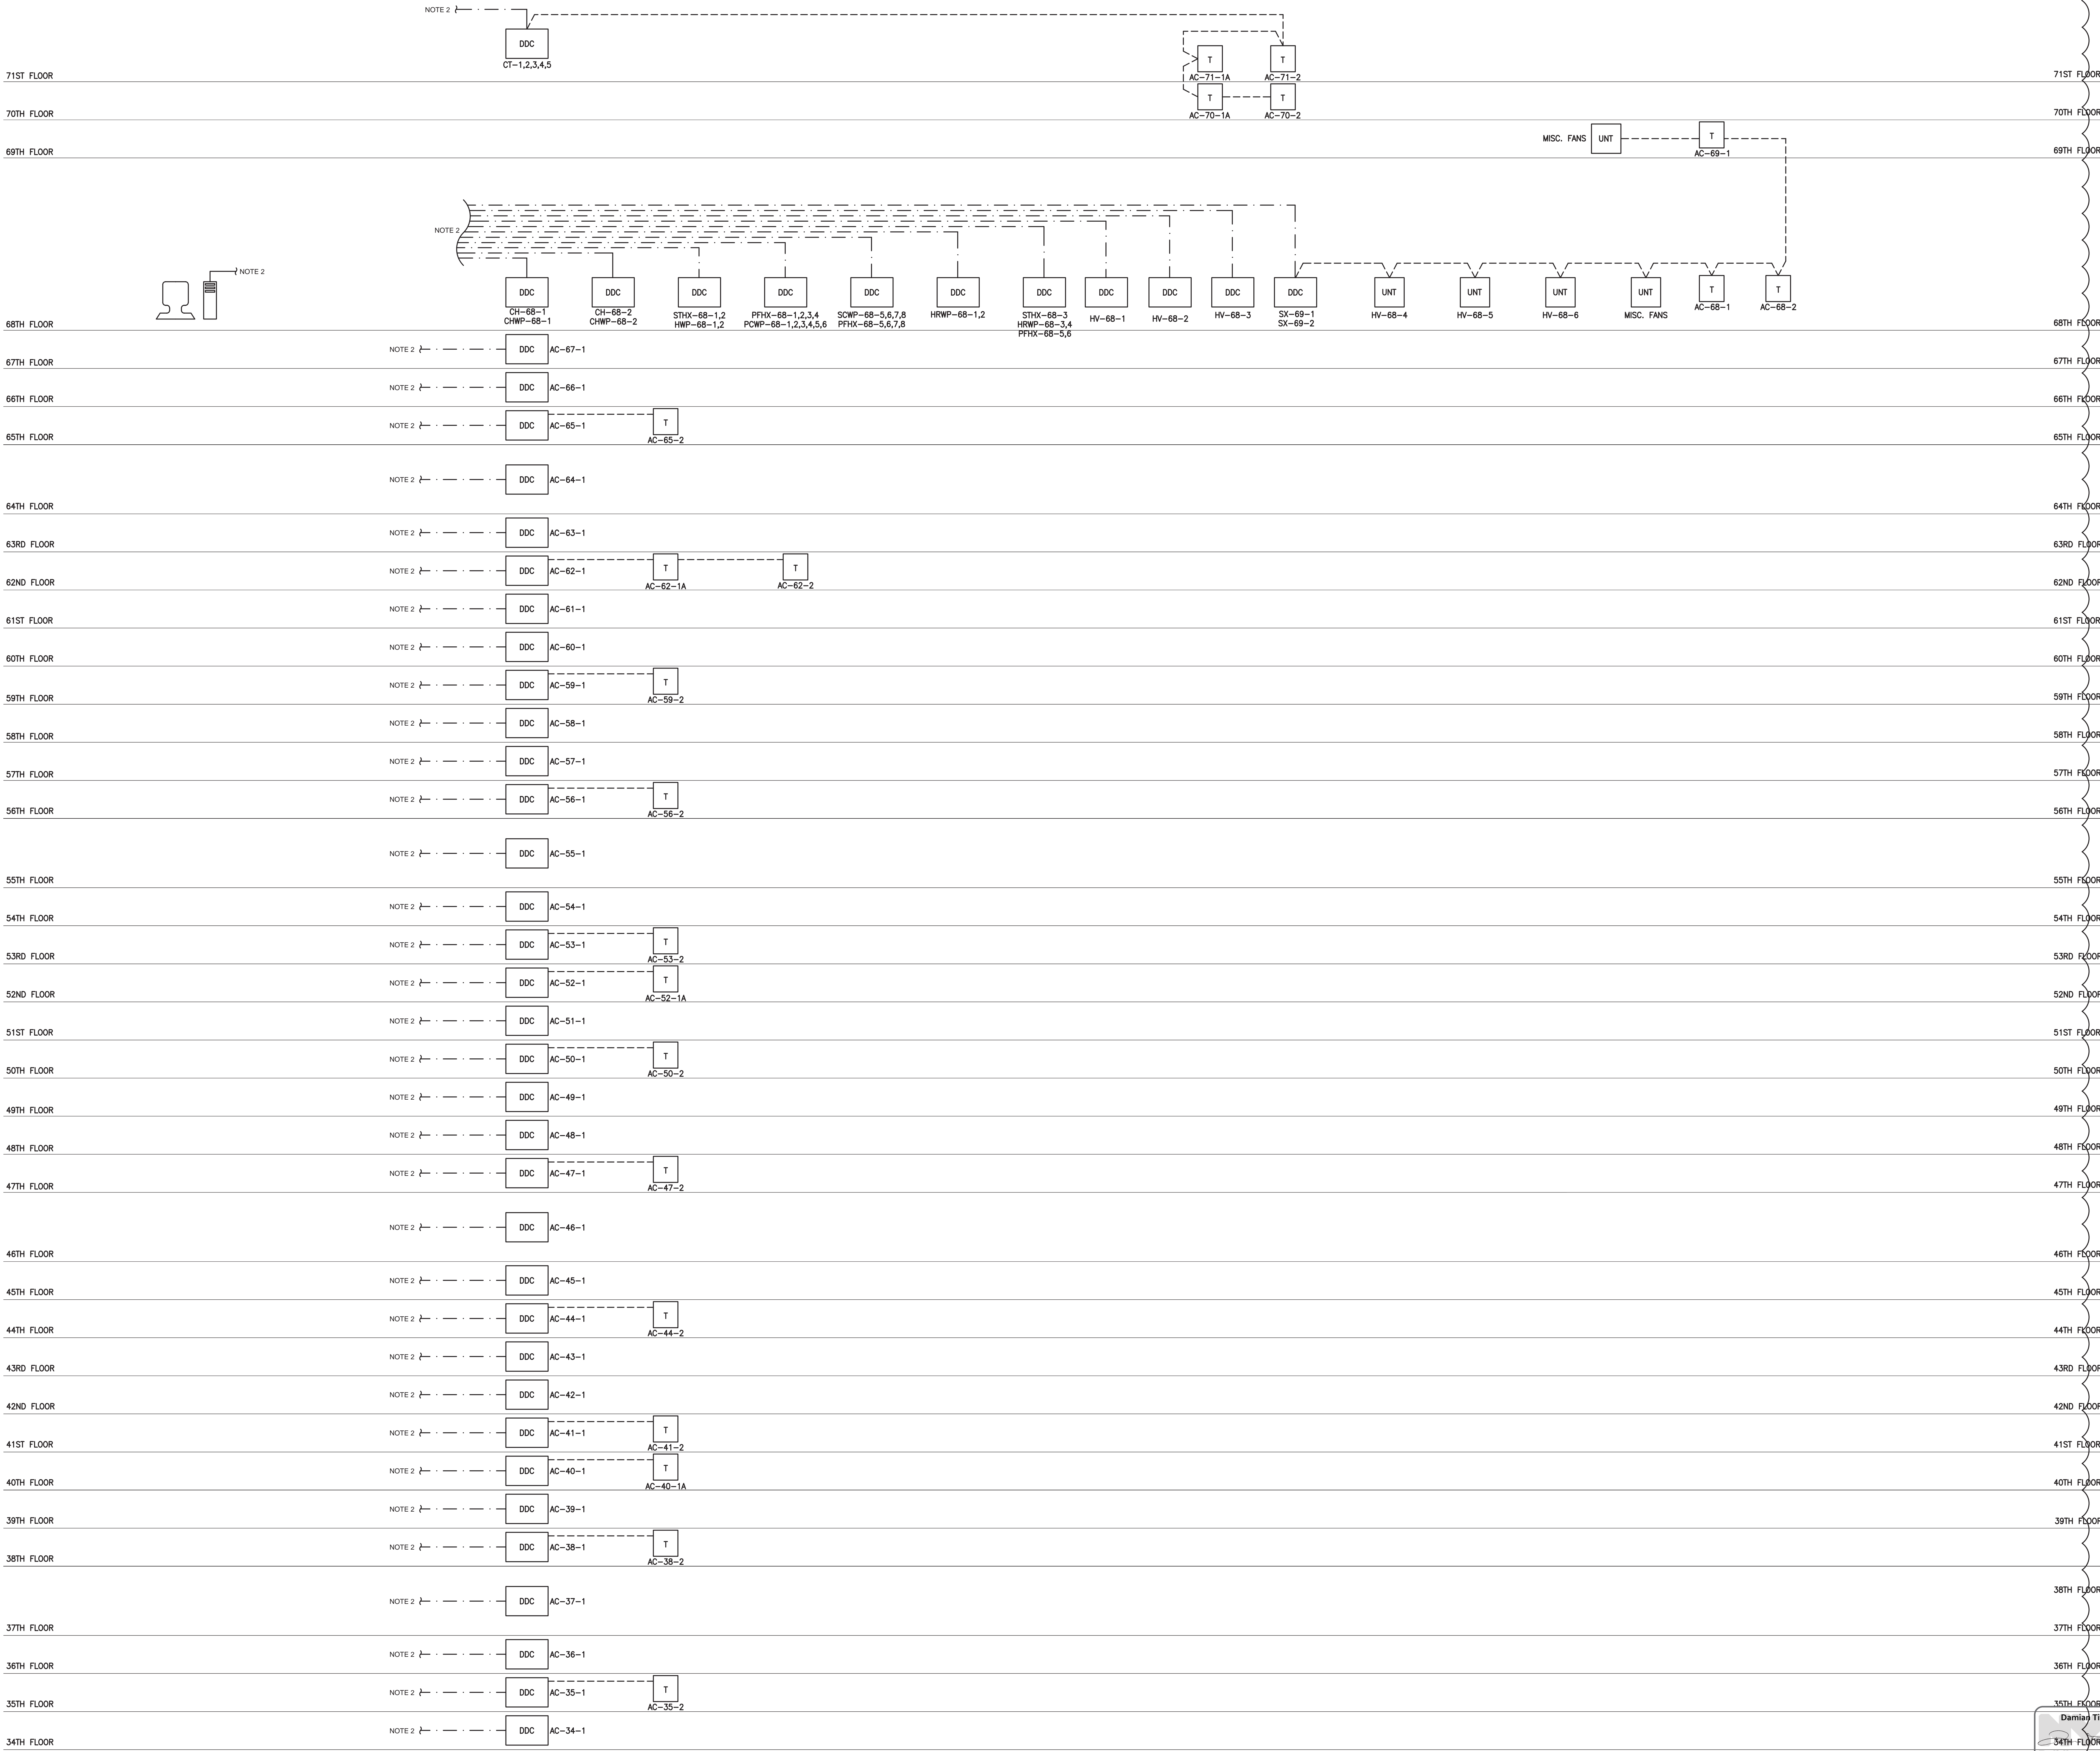 NOTE 2
DDC
CT-1,2,3,4,5
T
T
71ST FLOOR
AC-71-1A
AC-71-2
71ST FLOOR
T
T
70TH FLOOR
AC-70-1A
AC-70-2
70TH FLOOR
MISC. FANS
UNT
T
69TH FLOOR
AC-69-1
69TH FLOOR
NOTE 2
NOTE 2
DDC
DDC
DDC
DDC
DDC
DDC
DDC
DDC
DDC
DDC
DDC
UNT
UNT
UNT
UNT
T
T
CH-68-1
CHWP-68-1
CH-68-2
CHWP-68-2
STHX-68-1,2
HWP-68-1,2
PFHX-68-1,2,3,4
PCWP-68-1,2,3,4,5,6
SCWP-68-5,6,7,8
PFHX-68-5,6,7,8
HRWP-68-1,2
STHX-68-3
HRWP-68-3,4
PFHX-68-5,6
HV-68-1
HV-68-2
HV-68-3
SX-69-1
SX-69-2
HV-68-4
HV-68-5
HV-68-6
MISC. FANS
AC-68-1
AC-68-2
68TH FLOOR
68TH FLOOR
NOTE 2
DDC
AC-67-1
67TH FLOOR
67TH FLOOR
NOTE 2
DDC
AC-66-1
66TH FLOOR
66TH FLOOR
NOTE 2
DDC
AC-65-1
T
AC-65-2
65TH FLOOR
65TH FLOOR
NOTE 2
DDC
AC-64-1
64TH FLOOR
64TH FLOOR
NOTE 2
DDC
AC-63-1
63RD FLOOR
63RD FLOOR
NOTE 2
DDC
AC-62-1
T
AC-62-1A
T
AC-62-2
62ND FLOOR
62ND FLOOR
NOTE 2
DDC
AC-61-1
61ST FLOOR
61ST FLOOR
NOTE 2
DDC
AC-60-1
60TH FLOOR
60TH FLOOR
NOTE 2
DDC
AC-59-1
T
AC-59-2
59TH FLOOR
59TH FLOOR
NOTE 2
DDC
AC-58-1
58TH FLOOR
58TH FLOOR
NOTE 2
DDC
AC-57-1
57TH FLOOR
57TH FLOOR
NOTE 2
DDC
AC-56-1
T
AC-56-2
56TH FLOOR
56TH FLOOR
NOTE 2
DDC
AC-55-1
55TH FLOOR
55TH FLOOR
NOTE 2
DDC
AC-54-1
54TH FLOOR
54TH FLOOR
NOTE 2
DDC
AC-53-1
T
AC-53-2
53RD FLOOR
53RD FLOOR
NOTE 2
DDC
AC-52-1
T
AC-52-1A
52ND FLOOR
52ND FLOOR
NOTE 2
DDC
AC-51-1
51ST FLOOR
51ST FLOOR
NOTE 2
DDC
AC-50-1
T
AC-50-2
50TH FLOOR
50TH FLOOR
NOTE 2
DDC
AC-49-1
49TH FLOOR
49TH FLOOR
NOTE 2
DDC
AC-48-1
48TH FLOOR
48TH FLOOR
NOTE 2
DDC
AC-47-1
T
AC-47-2
47TH FLOOR
47TH FLOOR
NOTE 2
DDC
AC-46-1
46TH FLOOR
46TH FLOOR
NOTE 2
DDC
AC-45-1
45TH FLOOR
45TH FLOOR
NOTE 2
DDC
AC-44-1
T
AC-44-2
44TH FLOOR
44TH FLOOR
NOTE 2
DDC
AC-43-1
43RD FLOOR
43RD FLOOR
NOTE 2
DDC
AC-42-1
42ND FLOOR
42ND FLOOR
NOTE 2
DDC
AC-41-1
T
AC-41-2
41ST FLOOR
41ST FLOOR
NOTE 2
DDC
AC-40-1
T
AC-40-1A
40TH FLOOR
40TH FLOOR
NOTE 2
DDC
AC-39-1
39TH FLOOR
39TH FLOOR
NOTE 2
DDC
AC-38-1
T
AC-38-2
38TH FLOOR
38TH FLOOR
NOTE 2
DDC
AC-37-1
37TH FLOOR
37TH FLOOR
NOTE 2
DDC
AC-36-1
36TH FLOOR
36TH FLOOR
NOTE 2
DDC
AC-35-1
T
AC-35-2
35TH FLOOR
35TH FLOOR
NOTE 2
DDC
AC-34-1
Damian Ti
34TH FLOOR
34TH FLOOR